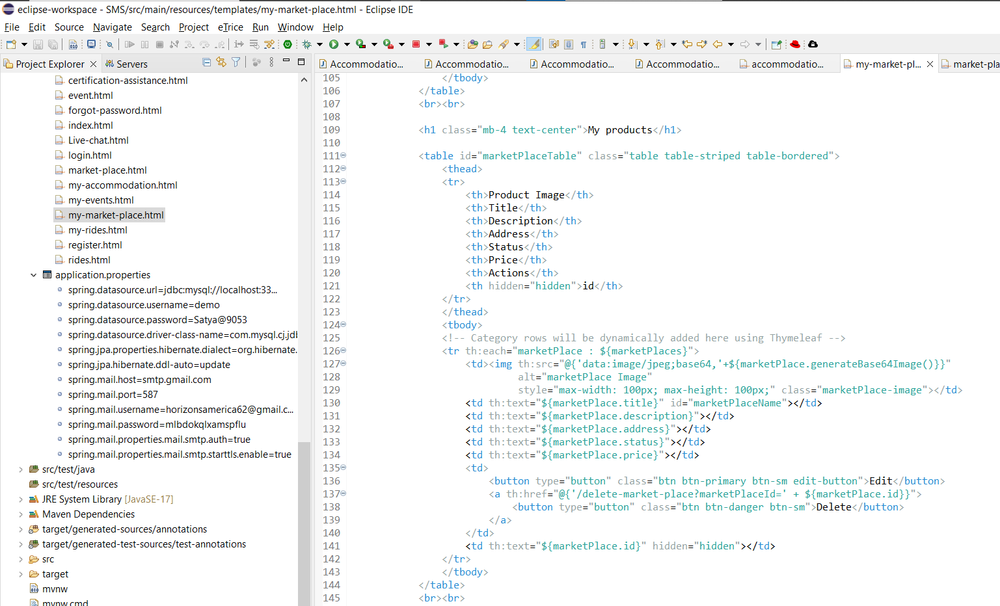 eclipse-workspace - SMS/src/main/resources/templates/my-market-place.html - Eclipse IDE
File Edit Source Navigate Search Project eTrice Run Window Help
Project Explorer Servers
certification-assistance.html
event.html
forgot-password.html
index.html
Live-chat.html
login.html
market-place.html
my-accommodation.html
my-events.html
my-market-place.html
my-rides.html
register.html
rides.html
application.properties
spring.datasource.url=jdbc:mysql://localhost:33...
spring.datasource.username=demo
spring.datasource.password=Satya@9053
spring.datasource.driver-class-name=com.mysql.cj.jdb
spring.jpa.properties.hibernate.dialect=org.hibernate.
spring.jpa.hibernate.ddl-auto=update
spring.mail.host=smtp.gmail.com
spring.mail.port=587
spring.mail.username=horizonsamerica62@gmail.c...
spring.mail.password=mlbdokqlxamspflu
spring.mail.properties.mail.smtp.auth=true
spring.mail.properties.mail.smtp.starttls.enable=true
src/test/java
src/test/resources
JRE System Library [JavaSE-17]
Maven Dependencies
target/generated-sources/annotations
target/generated-test-sources/test-annotations
src
target
mvnw
mvnw.cmd
Accommodatio... Accommodatio... Accommodatio... Accommodatio... accommodatio... my-market-pl... market-pla
105 </tbody>
106 </table>
107 <br><br>
108
109 <h1 class="mb-4 text-center">My products</h1>
110
111 <table id="marketPlaceTable" class="table table-striped table-bordered">
112 <thead>
113 <tr>
114 <th>Product Image</th>
115 <th>Title</th>
116 <th>Description</th>
117 <th>Address</th>
118 <th>Status</th>
119 <th>Price</th>
120 <th>Actions</th>
121 <th hidden="hidden">id</th>
122 </tr>
123 </thead>
124 <tbody>
125 <!-- Category rows will be dynamically added here using Thymeleaf -->
126 <tr th:each="marketPlace : ${marketPlaces}">
127 <td><img th:src="@{'data:image/jpeg;base64,'+${marketPlace.generateBase64Image()}}"
128 alt="marketPlace Image"
129 style="max-width: 100px; max-height: 100px;" class="marketPlace-image"></td>
130 <td th:text="${marketPlace.title}" id="marketPlaceName"></td>
131 <td th:text="${marketPlace.description}"></td>
132 <td th:text="${marketPlace.address}"></td>
133 <td th:text="${marketPlace.status}"></td>
134 <td th:text="${marketPlace.price}"></td>
135 <td>
136 <button type="button" class="btn btn-primary btn-sm edit-button">Edit</button>
137 <a th:href="@{'/delete-market-place?marketPlaceId=' + ${marketPlace.id}}">
138 <button type="button" class="btn btn-danger btn-sm">Delete</button>
139 </a>
140 </td>
141 <td th:text="${marketPlace.id}" hidden="hidden"></td>
142 </tr>
143 </tbody>
144 </table>
145 <br><br>